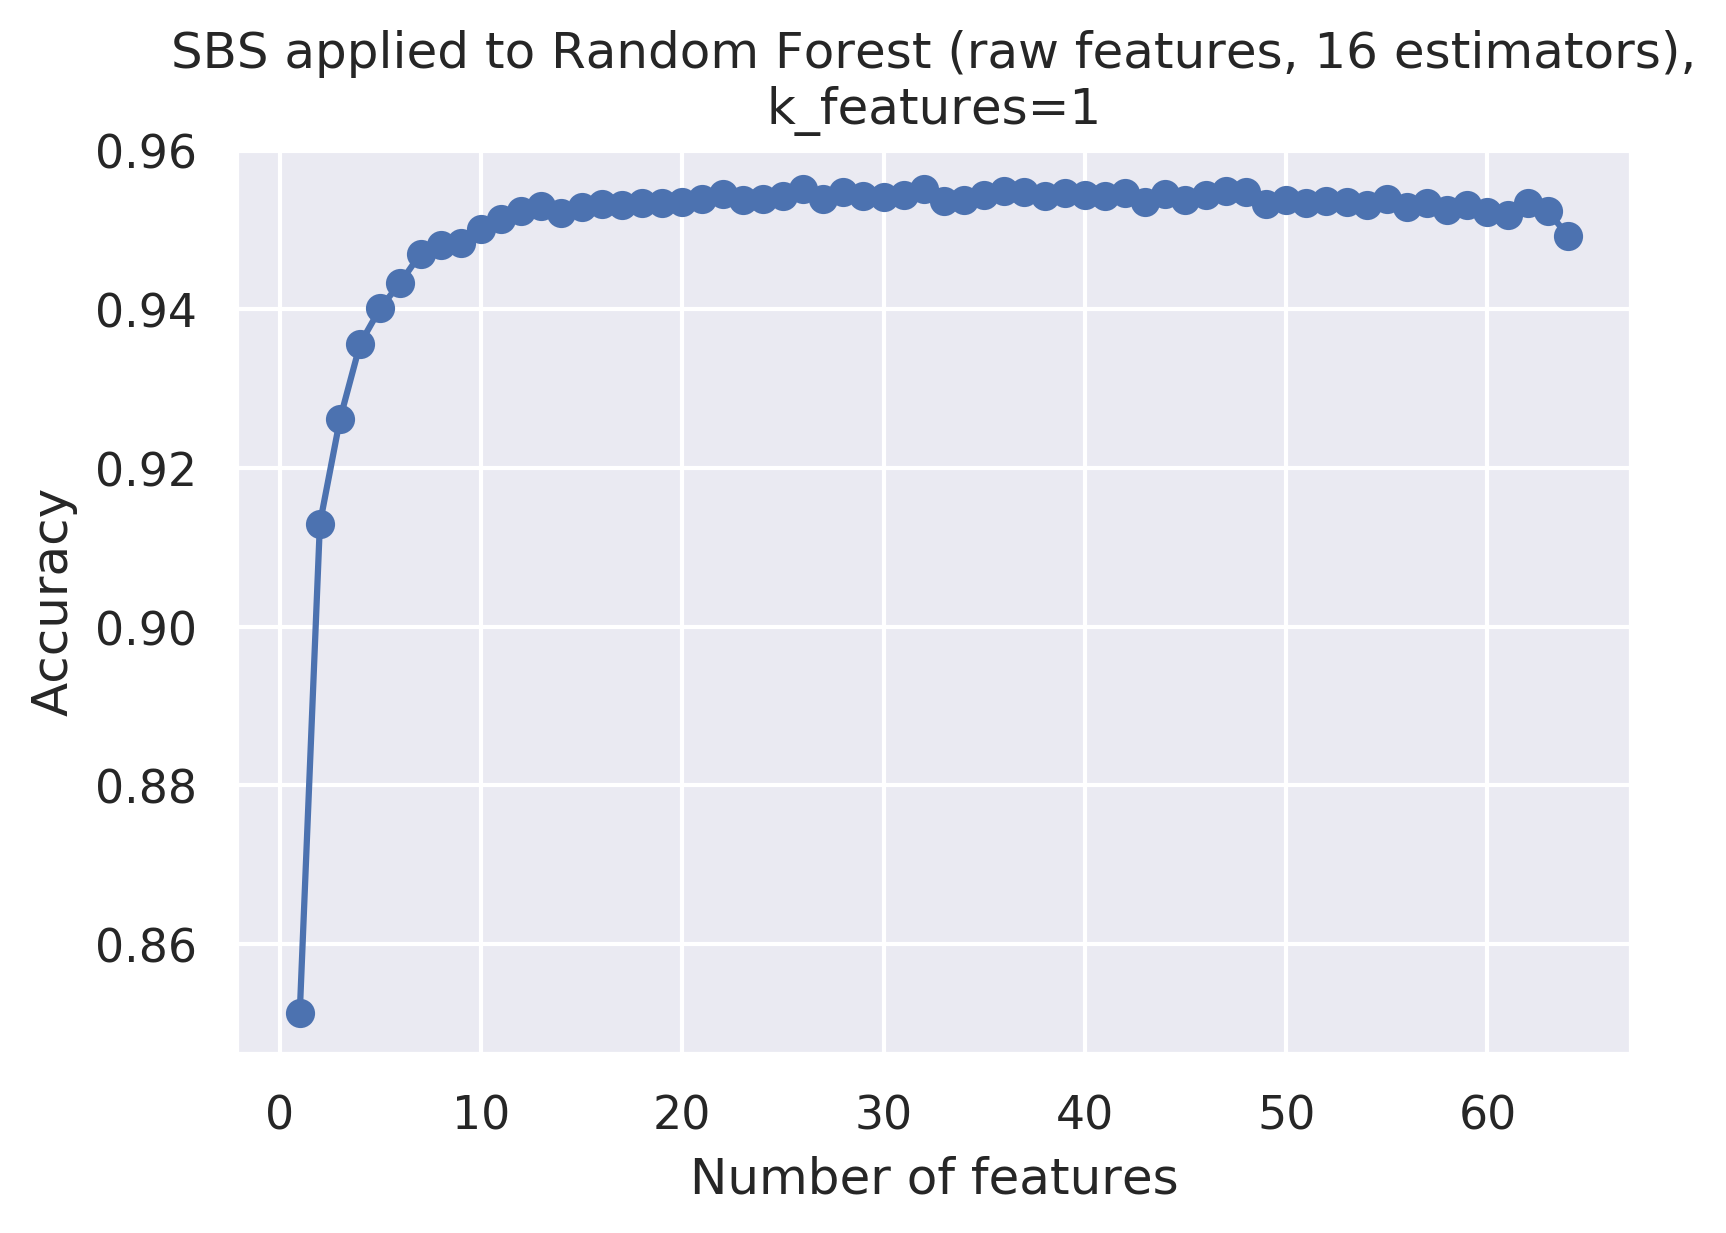 SBS applied to Random Forest (raw features, 16 estimators),
k_features=1
0.96
0.94
0.92
0.90
0.88
0.86
Accuracy
0 10 20 30 40 50 60
Number of features